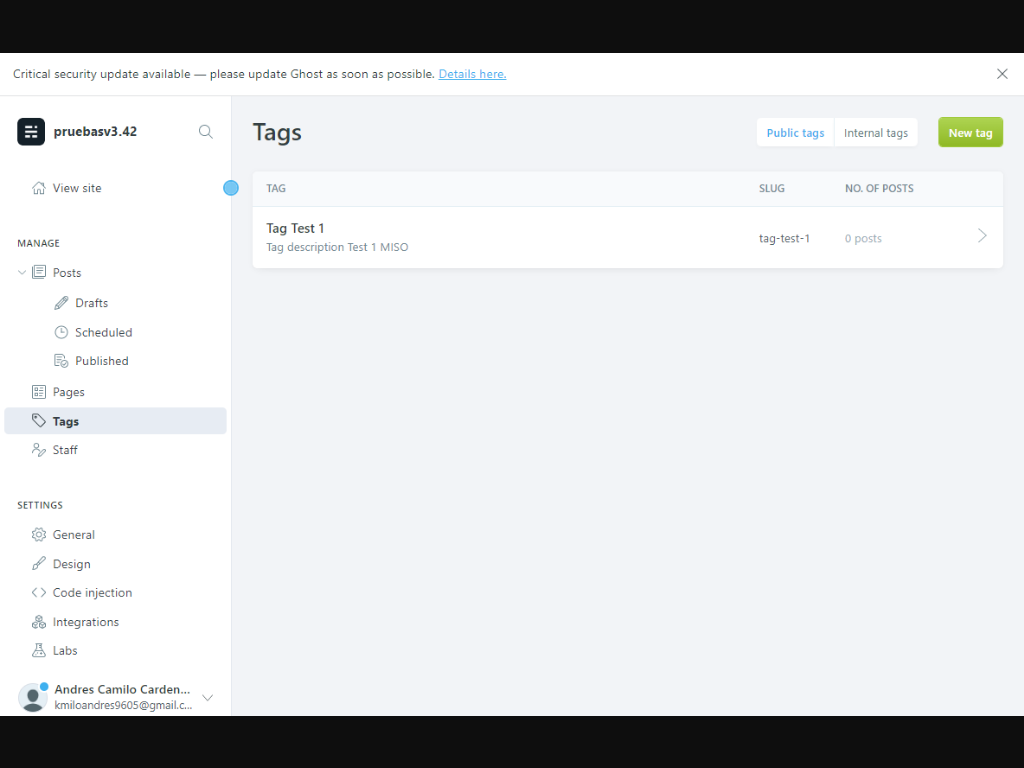 Critical security update available — please update Ghost as soon as possible. Details here.
pruebasv3.42
View site
MANAGE
Posts
Drafts
Scheduled
Published
Pages
Tags
Staff
SETTINGS
General
Design
Code injection
Integrations
Labs
Andres Camilo Carden...
kmiloandres9605@gmail.c...
Tags
Public tags
Internal tags
New tag
TAG SLUG NO. OF POSTS
Tag Test 1
Tag description Test 1 MISO
tag-test-1
0 posts